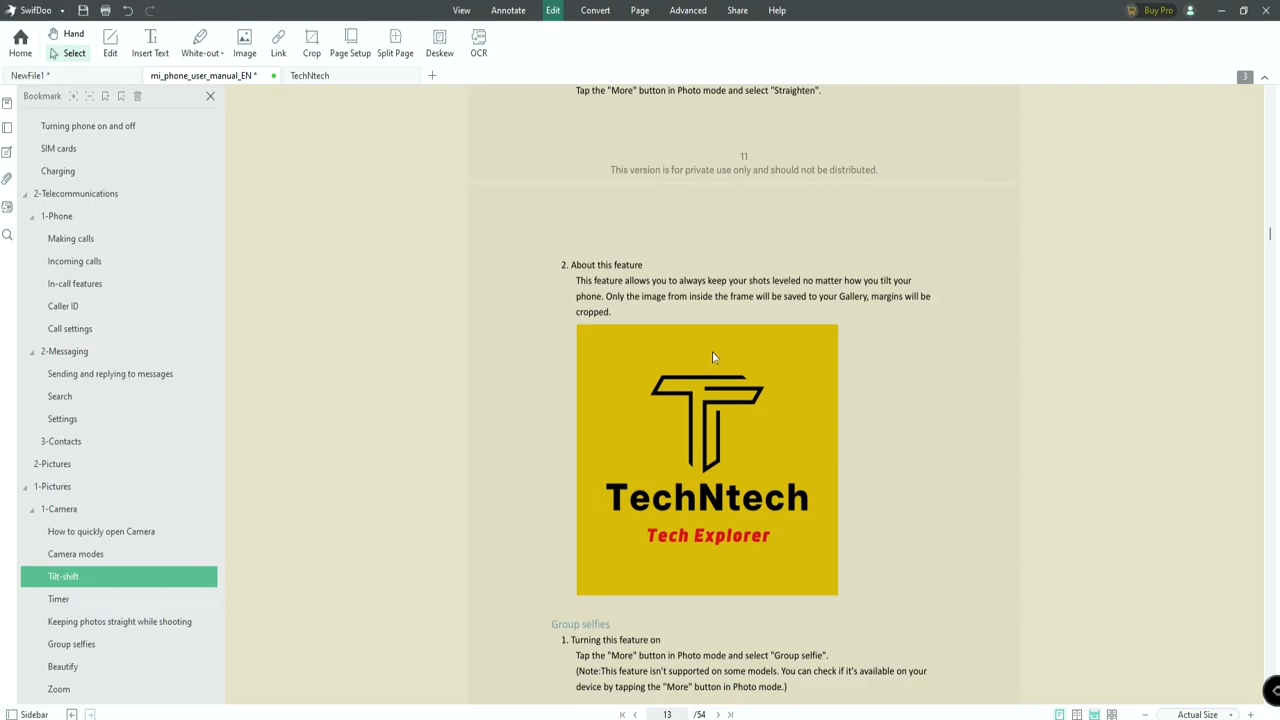 SwifDoo
View Annotate Edit Convert Page Advanced Share Help
Buy Pro
Home
Hand
Select
Edit Insert Text White-out Image Link Crop Page Setup Split Page Deskew OCR
NewFile1 * mi_phone_user_manual_EN * TechNtech
3
Bookmark
Turning phone on and off
SIM cards
Charging
2-Telecommunications
1-Phone
Making calls
Incoming calls
In-call features
Caller ID
Call settings
2-Messaging
Sending and replying to messages
Search
Settings
3-Contacts
2-Pictures
1-Pictures
1-Camera
How to quickly open Camera
Camera modes
Tilt-shift
Timer
Keeping photos straight while shooting
Group selfies
Beautify
Zoom
Tap the "More" button in Photo mode and select "Straighten".
11
This version is for private use only and should not be distributed.
2. About this feature
This feature allows you to always keep your shots leveled no matter how you tilt your
phone. Only the image from inside the frame will be saved to your Gallery, margins will be
cropped.
TechNtech
Tech Explorer
Group selfies
1. Turning this feature on
Tap the "More" button in Photo mode and select "Group selfie".
(Note:This feature isn't supported on some models. You can check if it's available on your
device by tapping the "More" button in Photo mode.)
Sidebar
13 /54
Actual Size